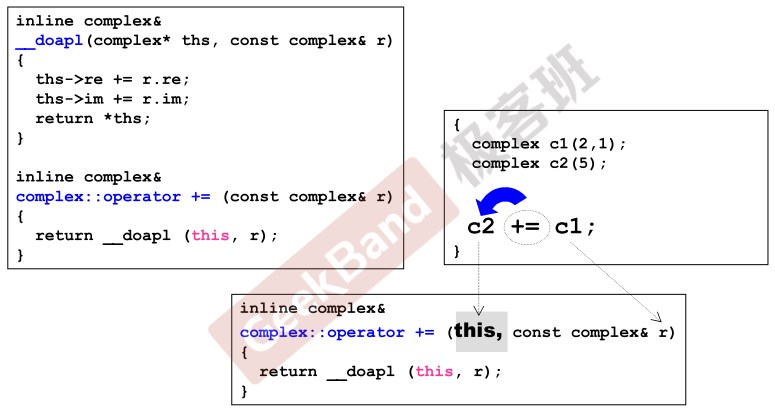 inline complex&
__doapl(complex* ths, const complex& r)
{
  ths->re += r.re;
  ths->im += r.im;
  return *ths;
}
inline complex&
complex::operator += (const complex& r)
{
  return __doapl (this, r);
}
{
  complex c1(2,1);
  complex c2(5);
  c2 += c1;
}
inline complex&
complex::operator += (this, const complex& r)
{
  return __doapl (this, r);
}
GeekBand 极客班